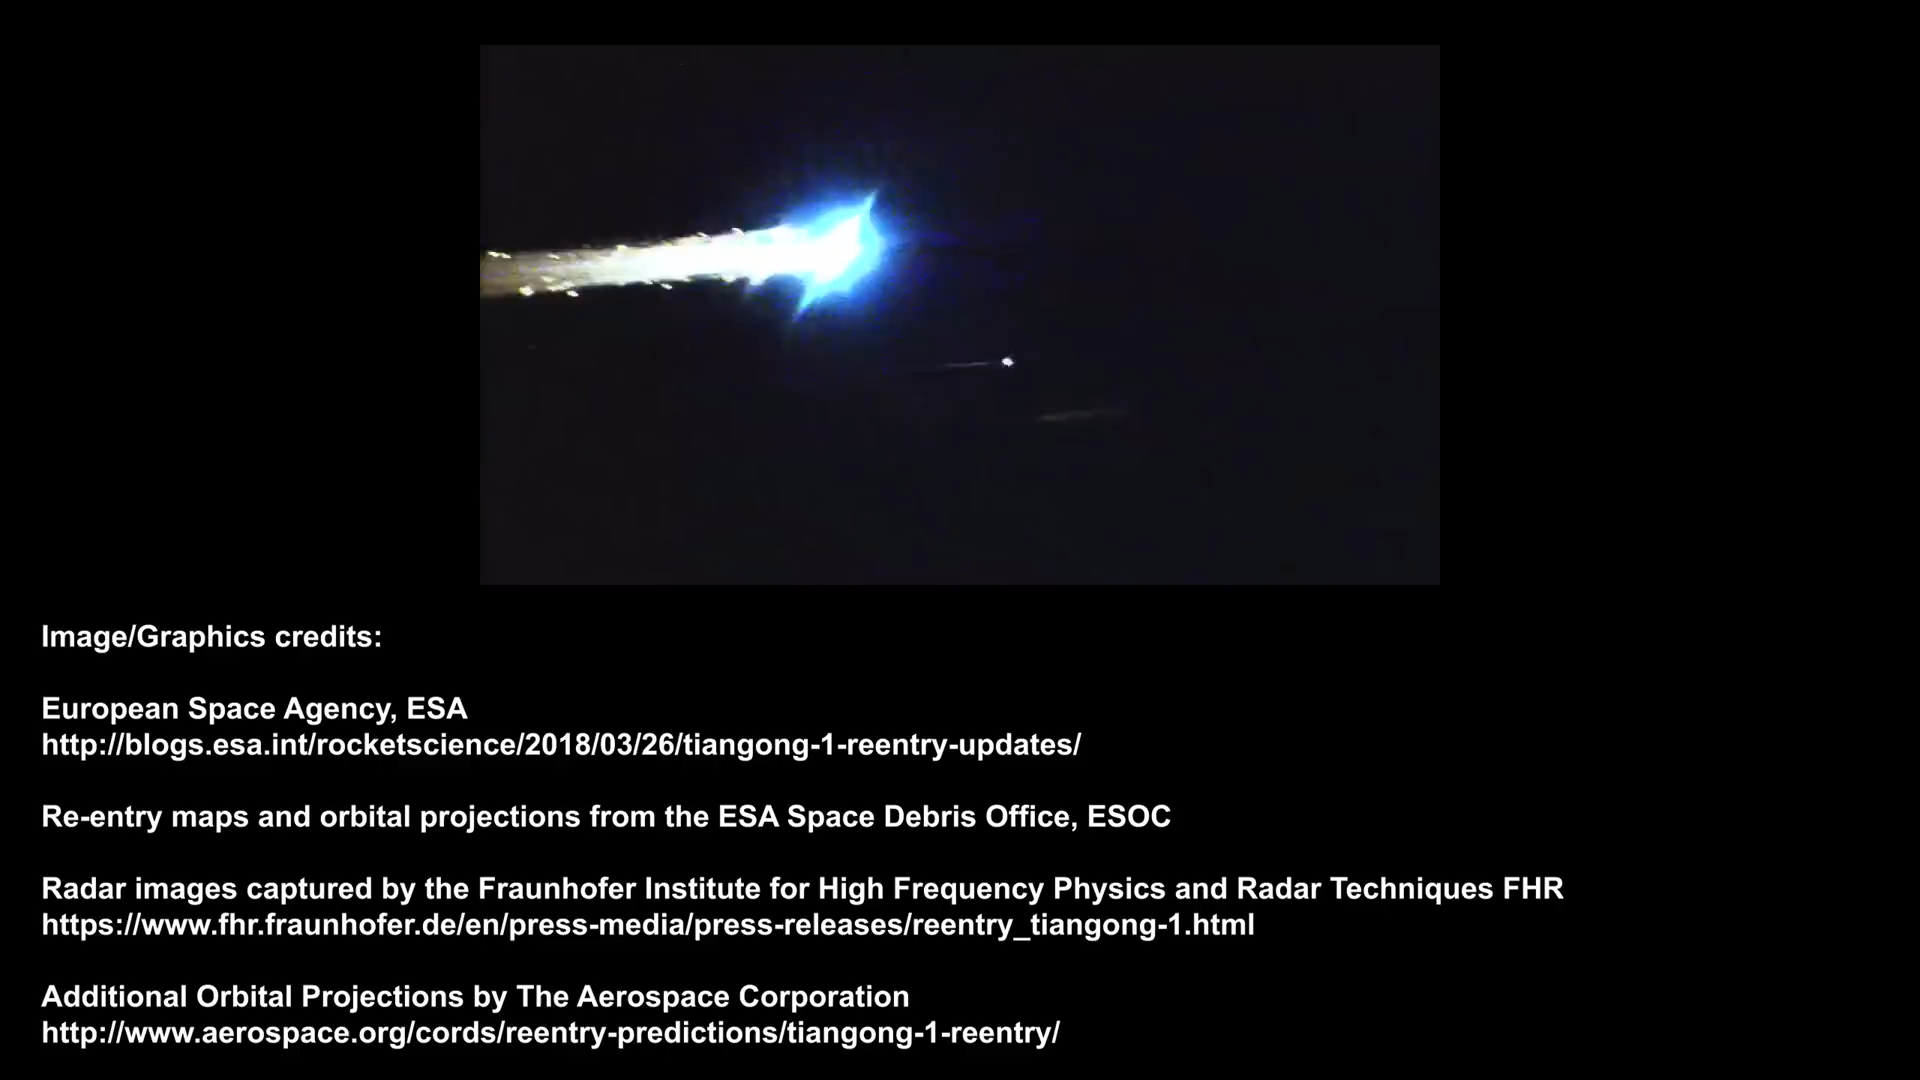 Image/Graphics credits:
European Space Agency, ESA
http://blogs.esa.int/rocketscience/2018/03/26/tiangong-1-reentry-updates/
Re-entry maps and orbital projections from the ESA Space Debris Office, ESOC
Radar images captured by the Fraunhofer Institute for High Frequency Physics and Radar Techniques FHR
https://www.fhr.fraunhofer.de/en/press-media/press-releases/reentry_tiangong-1.html
Additional Orbital Projections by The Aerospace Corporation
http://www.aerospace.org/cords/reentry-predictions/tiangong-1-reentry/